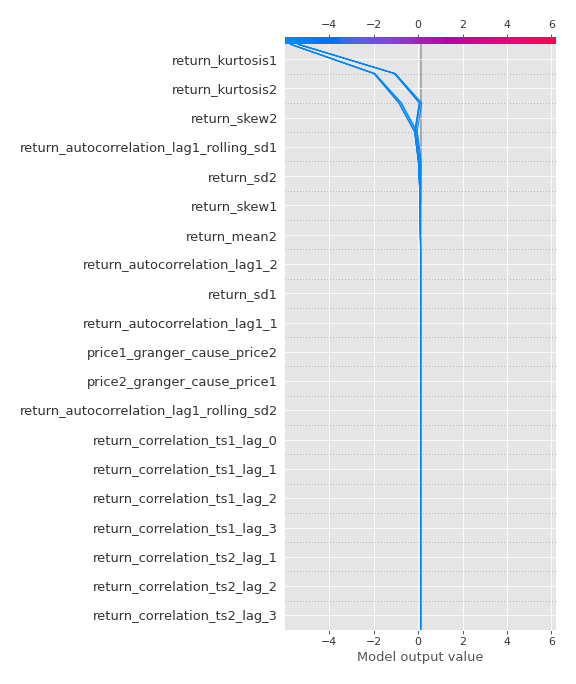 −4 −2 0 2 4 6
return_kurtosis1
return_kurtosis2
return_skew2
return_autocorrelation_lag1_rolling_sd1
return_sd2
return_skew1
return_mean2
return_autocorrelation_lag1_2
return_sd1
return_autocorrelation_lag1_1
price1_granger_cause_price2
price2_granger_cause_price1
return_autocorrelation_lag1_rolling_sd2
return_correlation_ts1_lag_0
return_correlation_ts1_lag_1
return_correlation_ts1_lag_2
return_correlation_ts1_lag_3
return_correlation_ts2_lag_1
return_correlation_ts2_lag_2
return_correlation_ts2_lag_3
−4 −2 0 2 4 6
Model output value